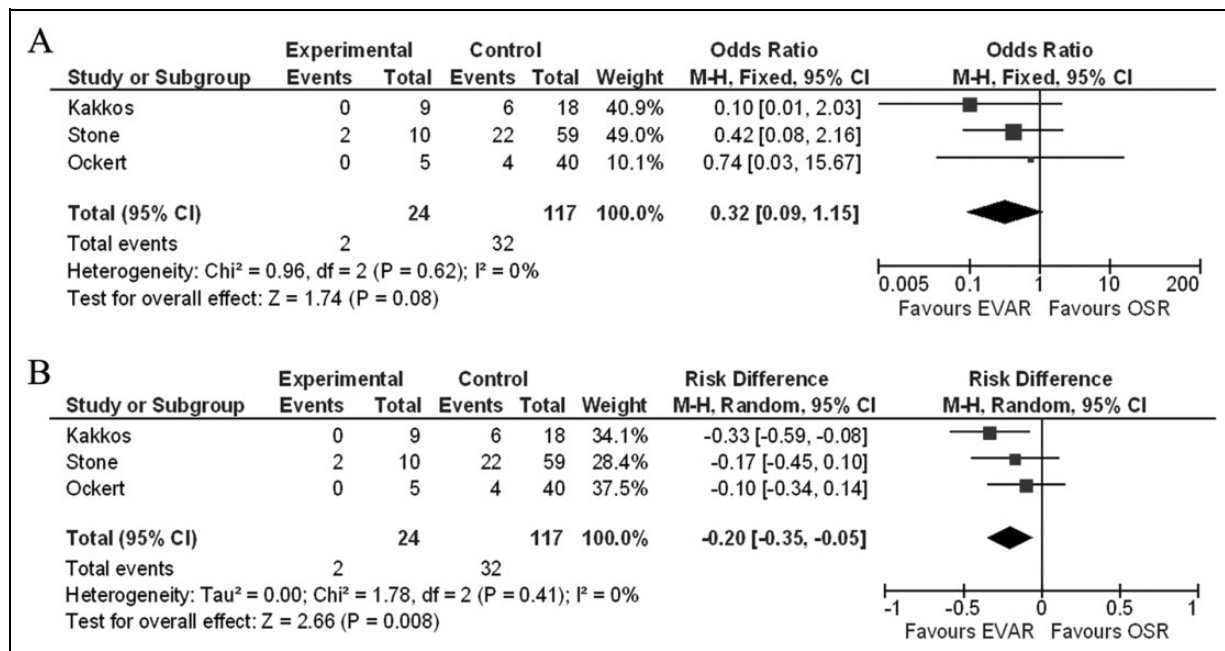 A
Experimental Control Odds Ratio Odds Ratio
Study or Subgroup Events Total Events Total Weight M-H, Fixed, 95% CI M-H, Fixed, 95% CI
Kakkos 0 9 6 18 40.9% 0.10 [0.01, 2.03]
Stone 2 10 22 59 49.0% 0.42 [0.08, 2.16]
Ockert 0 5 4 40 10.1% 0.74 [0.03, 15.67]
Total (95% CI) 24 117 100.0% 0.32 [0.09, 1.15]
Total events 2 32
Heterogeneity: Chi² = 0.96, df = 2 (P = 0.62); I² = 0%
Test for overall effect: Z = 1.74 (P = 0.08)
0.005 0.1 1 10 200
Favours EVAR Favours OSR
B
Experimental Control Risk Difference Risk Difference
Study or Subgroup Events Total Events Total Weight M-H, Random, 95% CI M-H, Random, 95% CI
Kakkos 0 9 6 18 34.1% -0.33 [-0.59, -0.08]
Stone 2 10 22 59 28.4% -0.17 [-0.45, 0.10]
Ockert 0 5 4 40 37.5% -0.10 [-0.34, 0.14]
Total (95% CI) 24 117 100.0% -0.20 [-0.35, -0.05]
Total events 2 32
Heterogeneity: Tau² = 0.00; Chi² = 1.78, df = 2 (P = 0.41); I² = 0%
Test for overall effect: Z = 2.66 (P = 0.008)
-1 -0.5 0 0.5 1
Favours EVAR Favours OSR